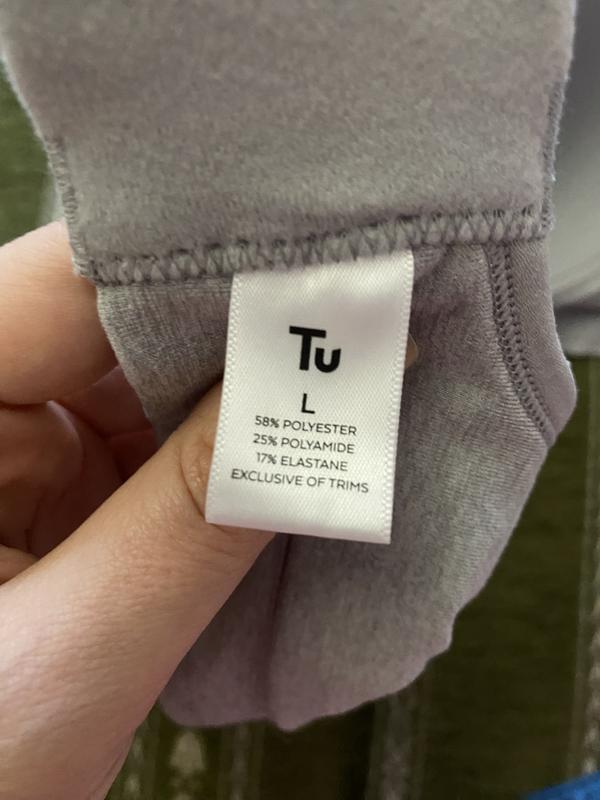 Tu
L
58% POLYESTER
25% POLYAMIDE
17% ELASTANE
EXCLUSIVE OF TRIMS